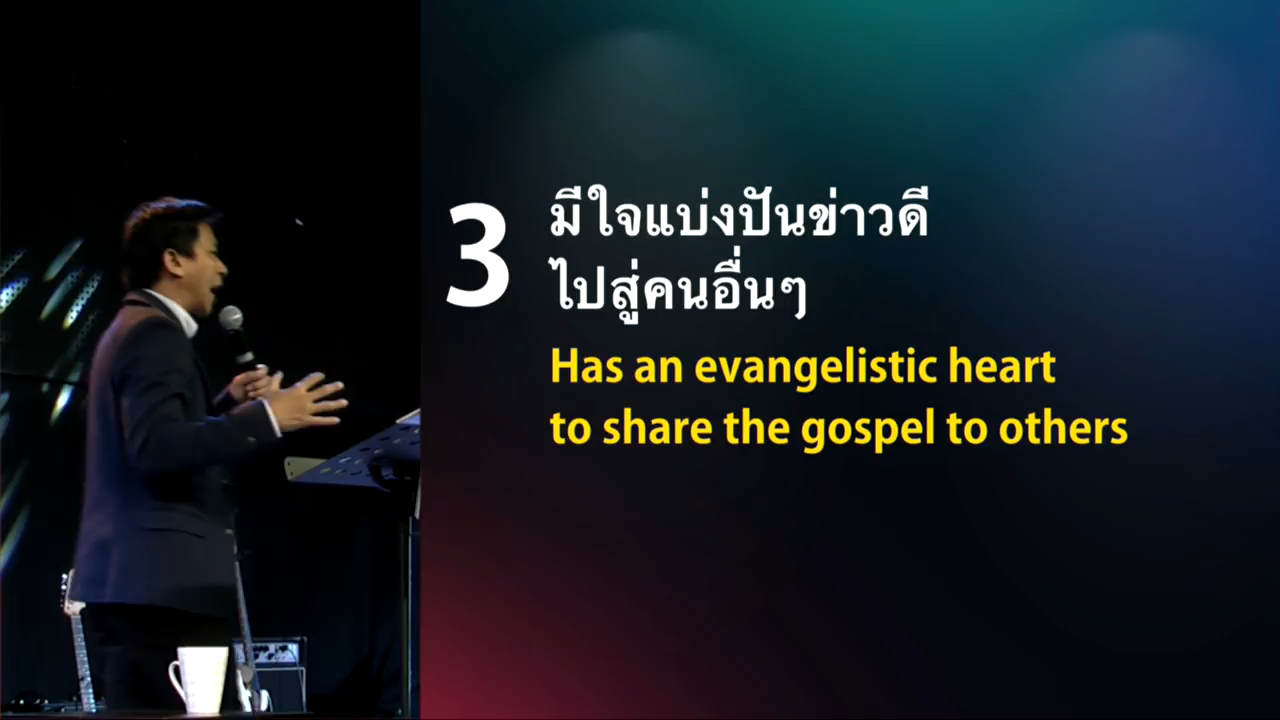 3
มีใจแบ่งปันข่าวดี
ไปสู่คนอื่นๆ
Has an evangelistic heart
to share the gospel to others